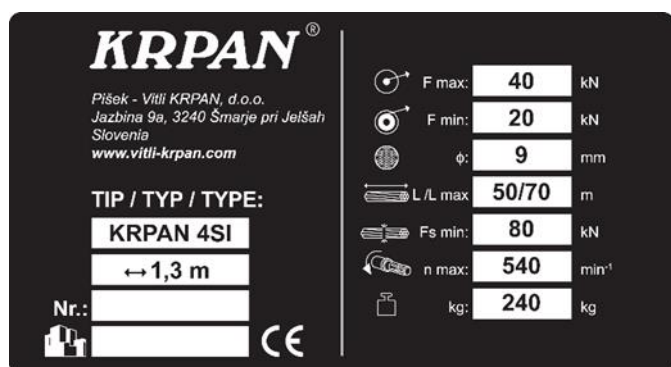 KRPAN®
Pišek - Vitli KRPAN, d.o.o.
Jazbina 9a, 3240 Šmarje pri Jelšah
Slovenia
www.vitli-krpan.com
TIP / TYP / TYPE:
KRPAN 4SI
↔ 1,3 m
Nr.:
CE
F max: 40 kN
F min: 20 kN
ϕ: 9 mm
L /L max 50/70 m
Fs min: 80 kN
n max: 540 min⁻¹
kg: 240 kg